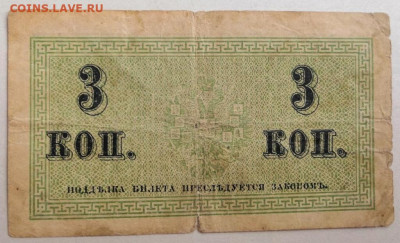 COINS.LAVE.RU
3 3
КОП. КОП.
ПОДДѢЛКА БИЛЕТА ПРЕСЛѢДУЕТСЯ ЗАКОНОМЪ.